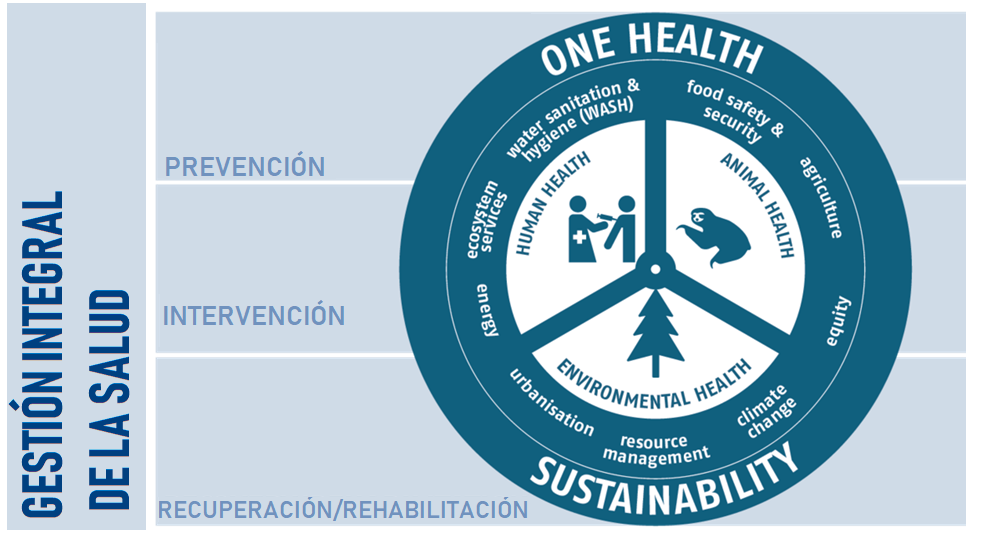 GESTIÓN INTEGRAL
DE LA SALUD
PREVENCIÓN
INTERVENCIÓN
RECUPERACIÓN/REHABILITACIÓN
ONE HEALTH
water sanitation &
hygiene (WASH)
food safety &
security
agriculture
equity
climate
change
resource
management
urbanisation
energy
ecosystem
services
HUMAN HEALTH
ANIMAL HEALTH
ENVIRONMENTAL HEALTH
SUSTAINABILITY